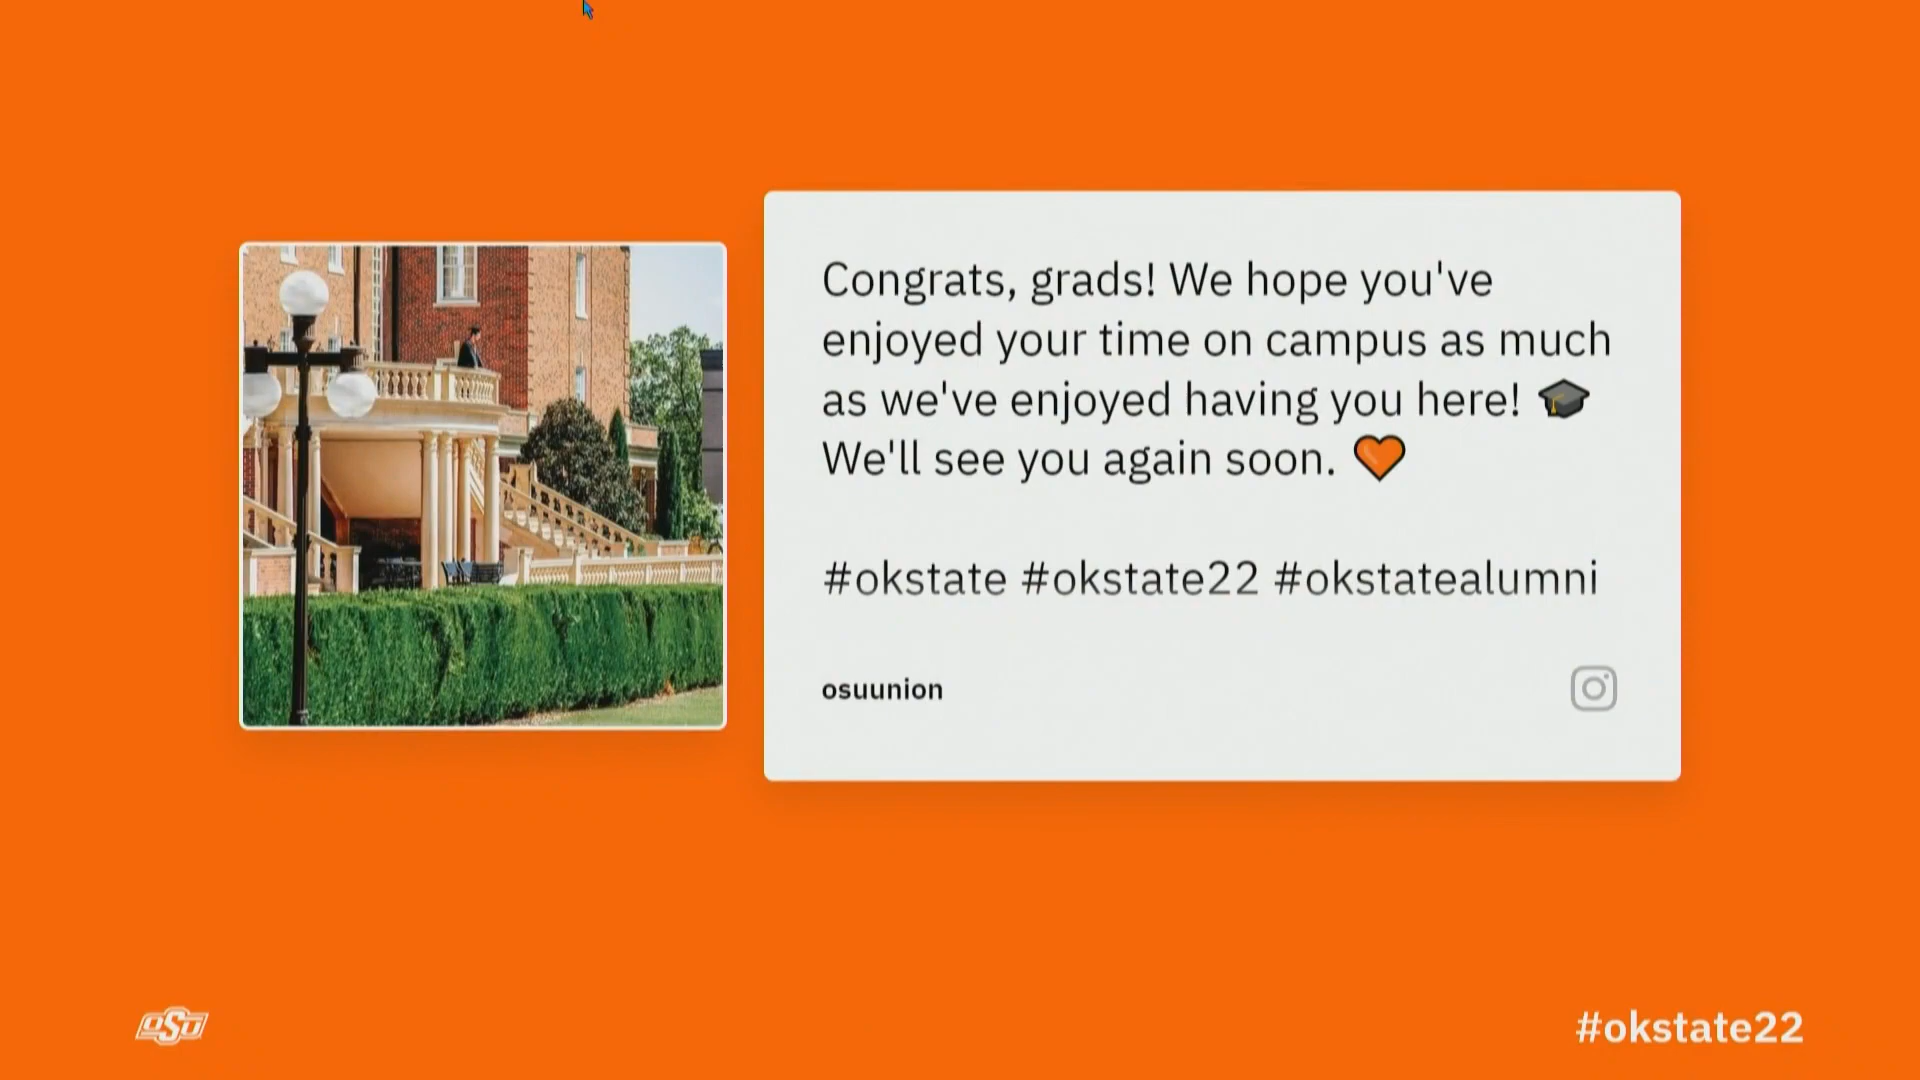 Congrats, grads! We hope you've
enjoyed your time on campus as much
as we've enjoyed having you here! 🎓
We'll see you again soon. 🧡
#okstate #okstate22 #okstatealumni
osuunion
OSU
#okstate22